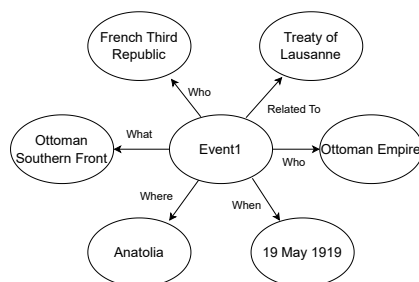 French Third
Republic
Treaty of
Lausanne
Who
Related To
Ottoman
Southern Front
What
Event1
Who
Ottoman Empire
Where
When
Anatolia
19 May 1919